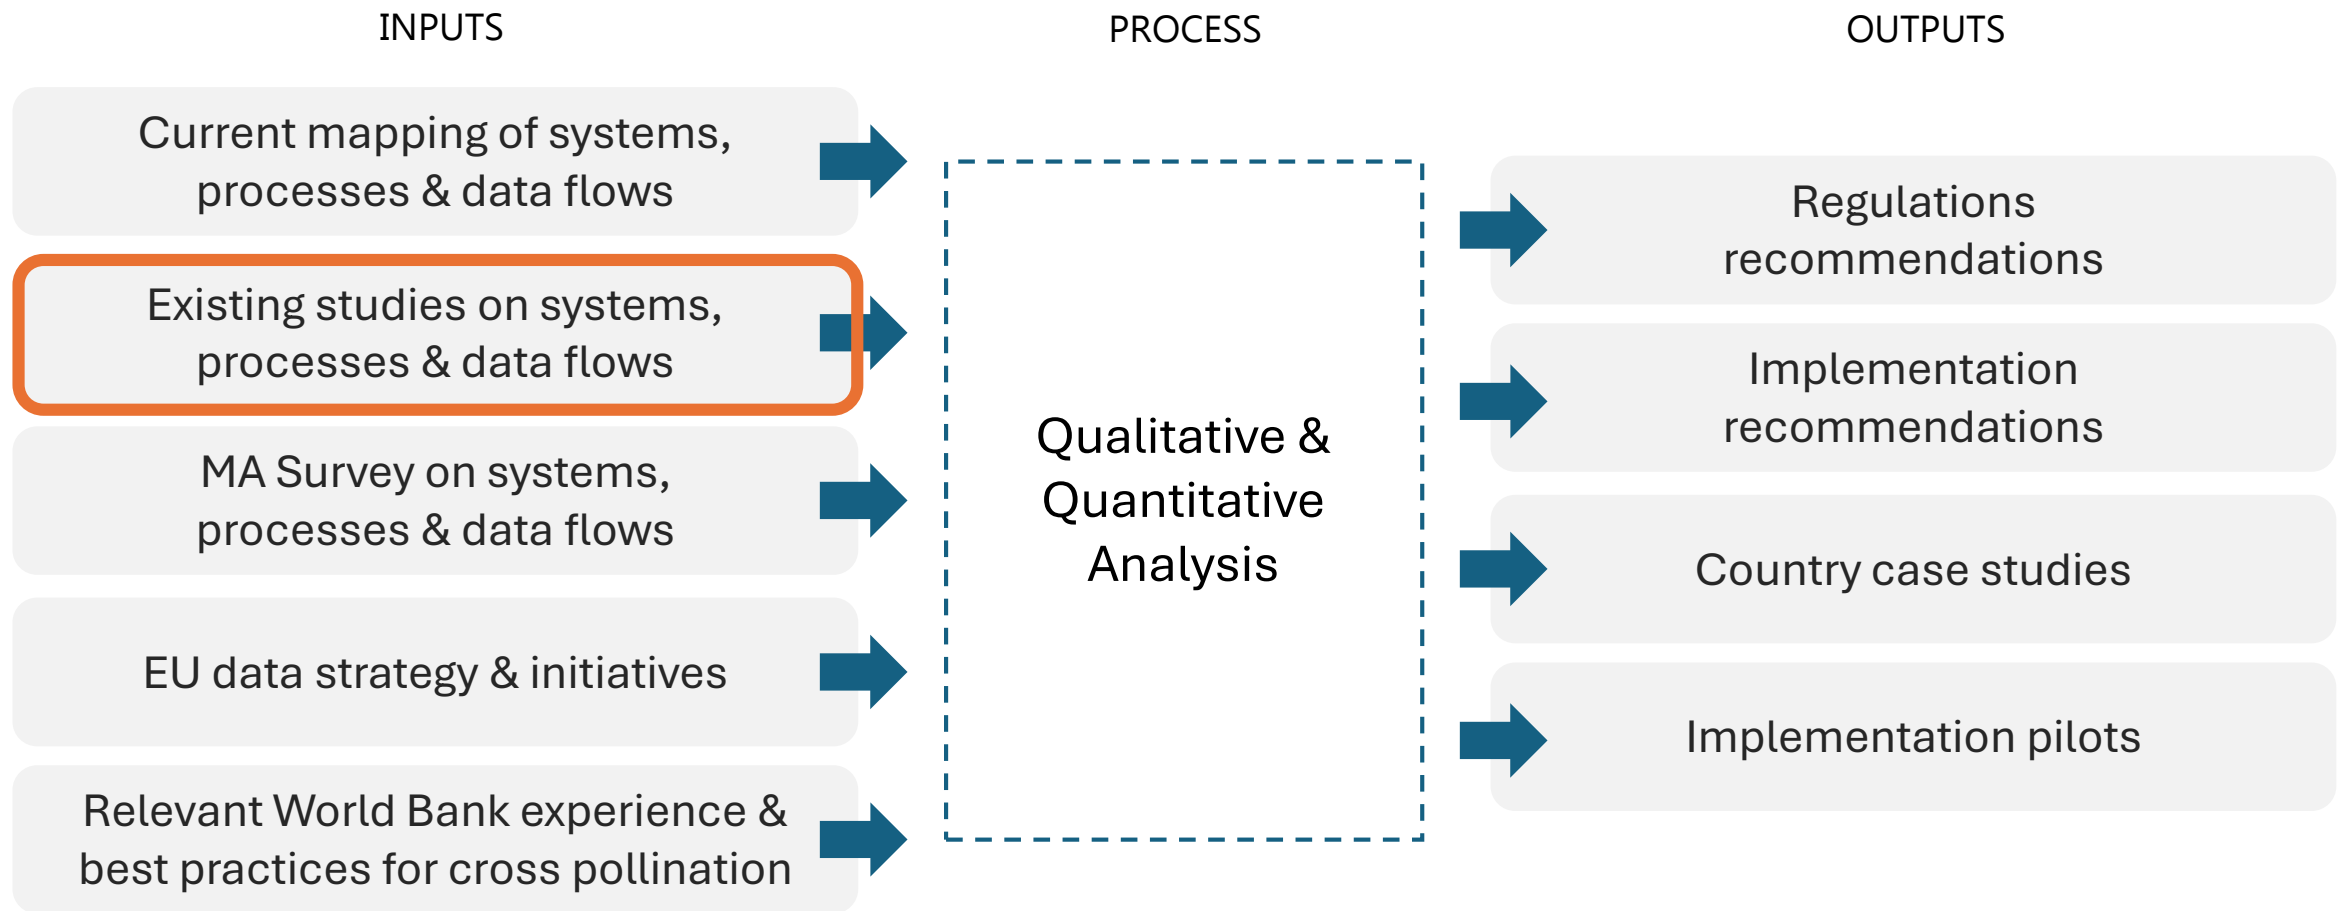 INPUTS
PROCESS
OUTPUTS
Current mapping of systems,
processes & data flows
Existing studies on systems,
processes & data flows
MA Survey on systems,
processes & data flows
EU data strategy & initiatives
Relevant World Bank experience &
best practices for cross pollination
Qualitative &
Quantitative
Analysis
Regulations
recommendations
Implementation
recommendations
Country case studies
Implementation pilots